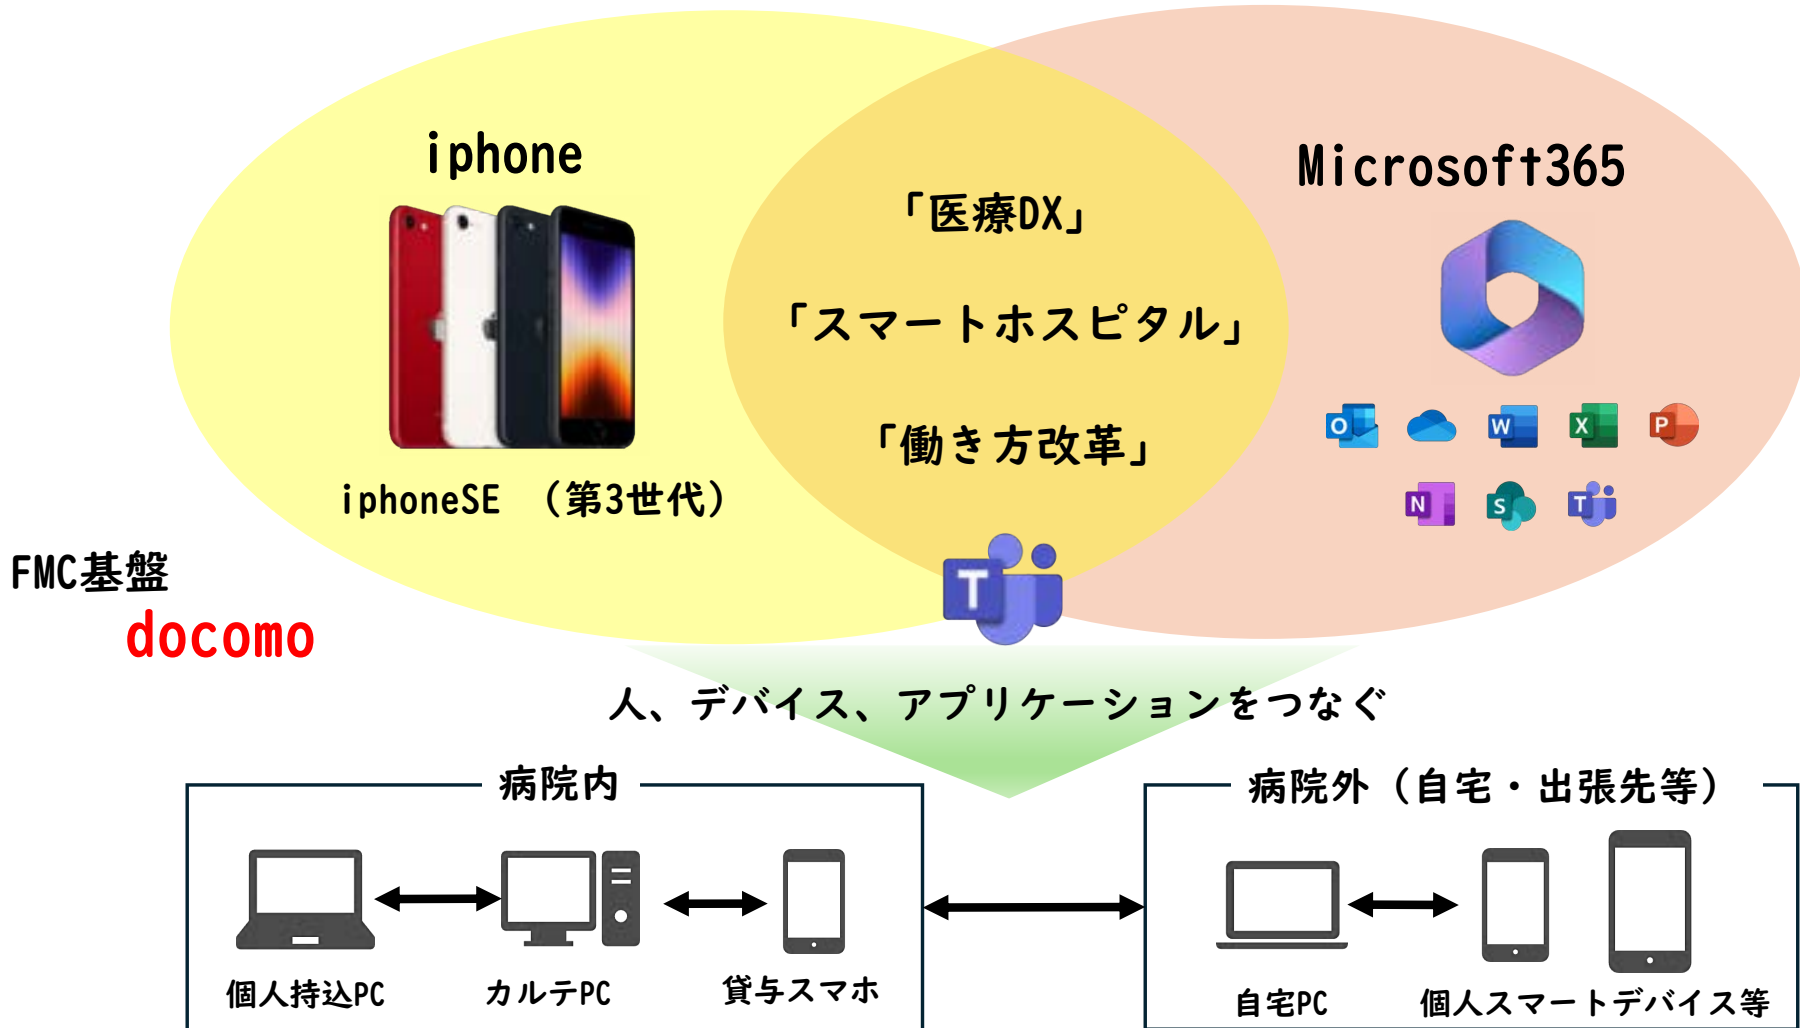 iphone
Microsoft365
「医療DX」
「スマートホスピタル」
「働き方改革」
iphoneSE （第3世代）
O
W
X
P
N
S
T
T
FMC基盤
docomo
人、デバイス、アプリケーションをつなぐ
病院内
病院外（自宅・出張先等）
個人持込PC
カルテPC
貸与スマホ
自宅PC
個人スマートデバイス等